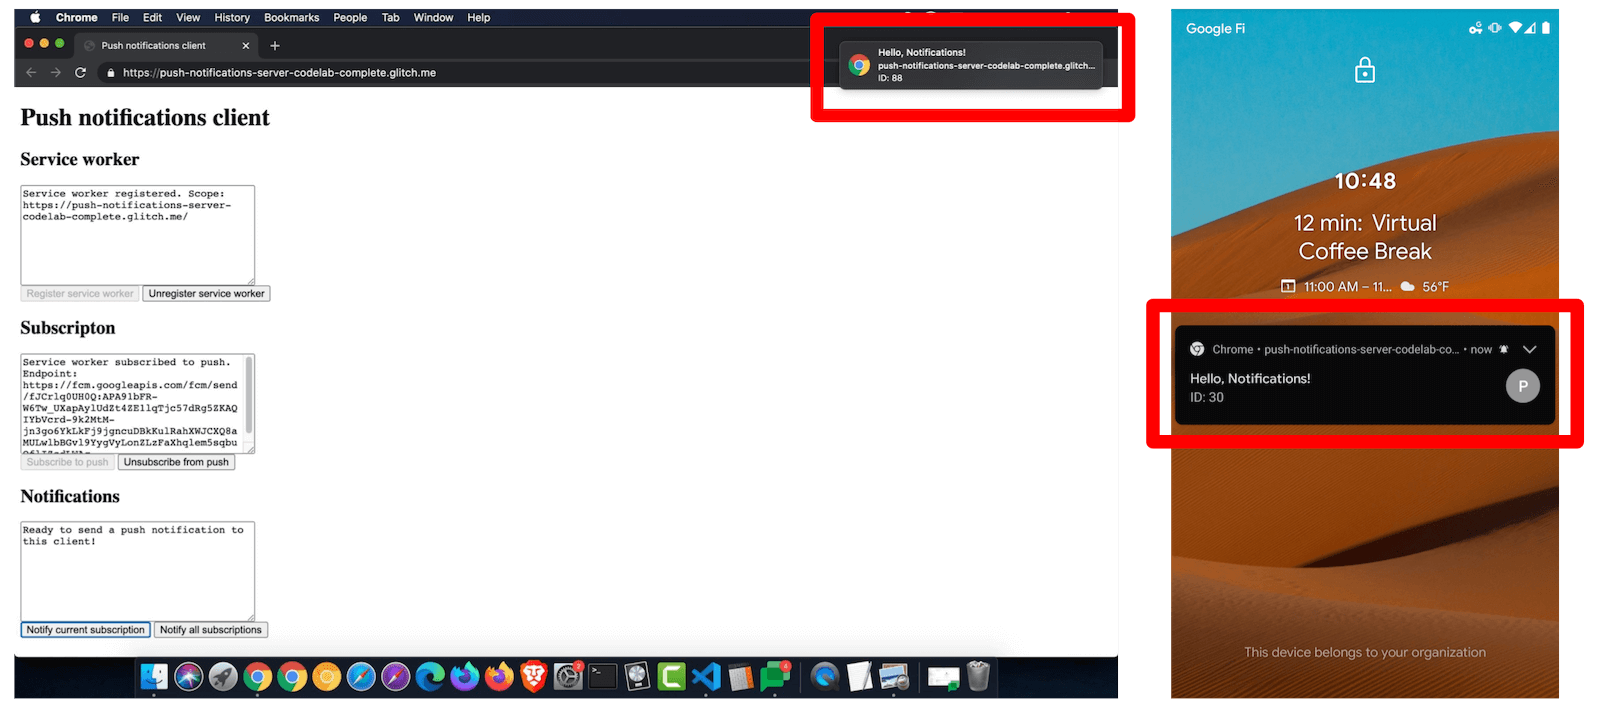 Chrome File Edit View History Bookmarks People Tab Window Help
Push notifications client
https://push-notifications-server-codelab-complete.glitch.me
Hello, Notifications!
push-notifications-server-codelab-complete.glitch...
ID: 88
Push notifications client
Service worker
Service worker registered. Scope:
https://push-notifications-server-
codelab-complete.glitch.me/
Register service worker Unregister service worker
Subscripton
Service worker subscribed to push.
Endpoint:
https://fcm.googleapis.com/fcm/send
/fJCrlq0UH0Q:APA91bFR-
W6Tw_UXapAylUdZt4ZE1lqTjc57dRg5ZKAQ
IYbVcrd-9k2MtM-
jn3go6YkLkFj9jgncuDBkKulRahXWJCXQ8a
MULwlbBGvl9YygVyLonZLzFaXhqlem5sqbu
Subscribe to push Unsubscribe from push
Notifications
Ready to send a push notification to
this client!
Notify current subscription Notify all subscriptions
Google Fi
10:48
12 min: Virtual
Coffee Break
11:00 AM – 11... 56°F
Chrome • push-notifications-server-codelab-co... • now
Hello, Notifications!
ID: 30
P
This device belongs to your organization